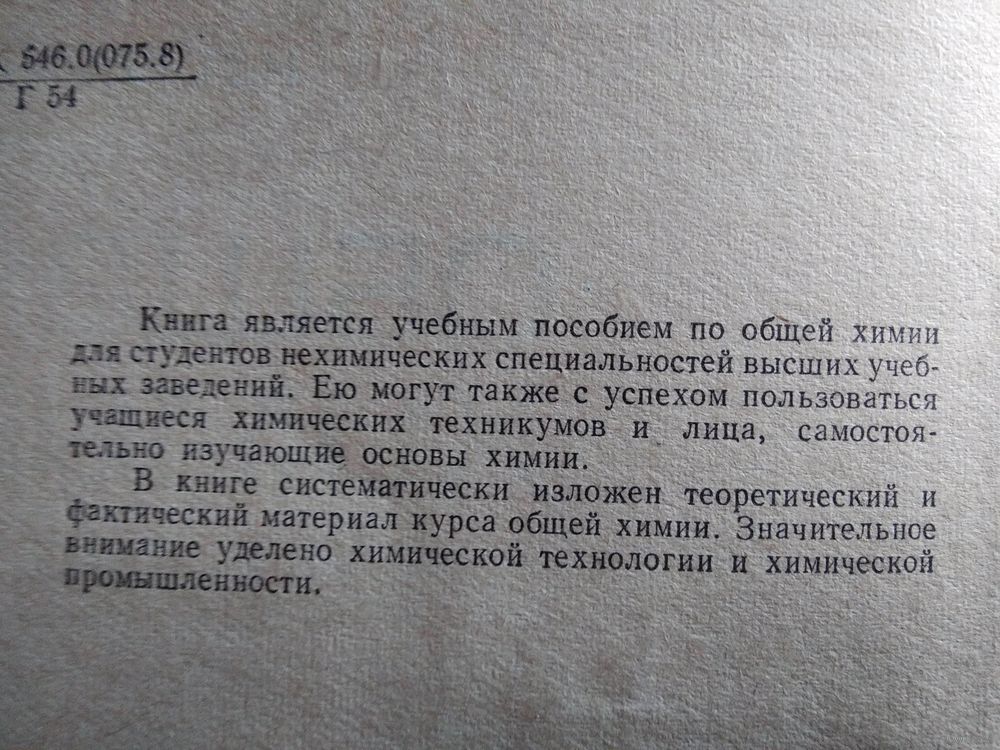 546.0(075.8)
Г 54
Книга является учебным пособием по общей химии
для студентов нехимических специальностей высших учеб-
ных заведений. Ею могут также с успехом пользоваться
учащиеся химических техникумов и лица, самостоя-
тельно изучающие основы химии.
В книге систематически изложен теоретический и
фактический материал курса общей химии. Значительное
внимание уделено химической технологии и химической
промышленности.